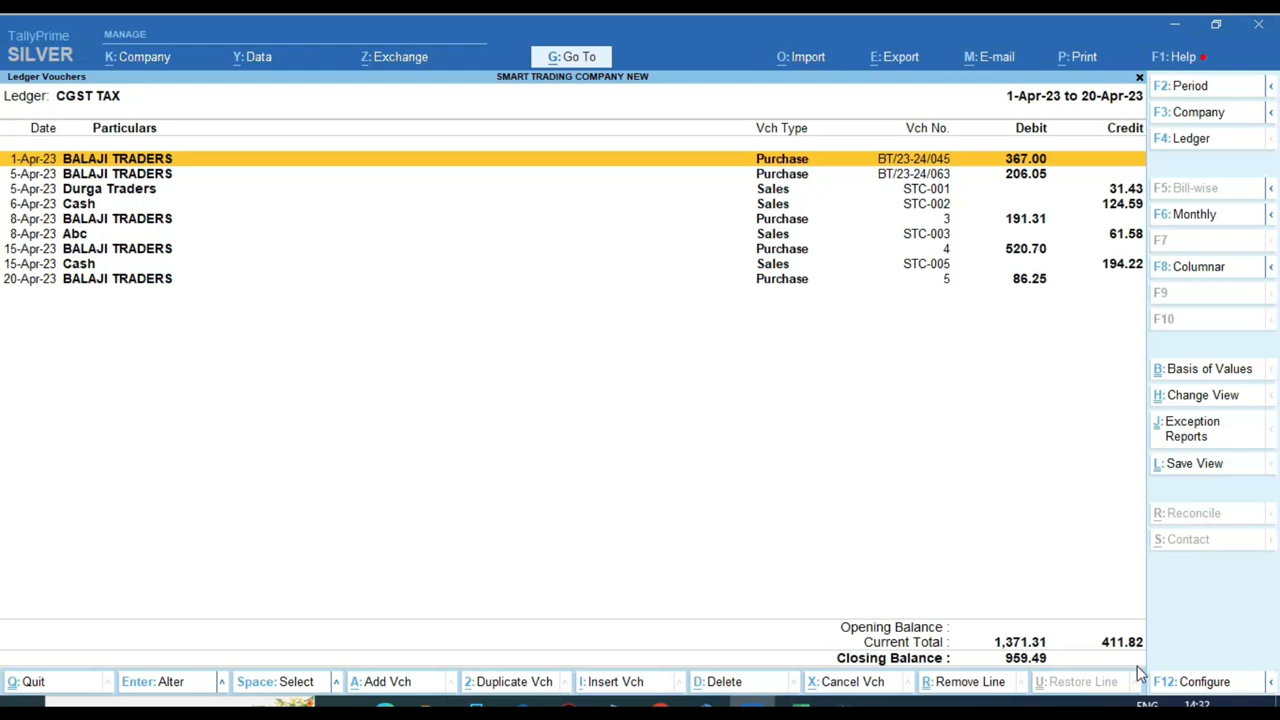 TallyPrime
SILVER
MANAGE
K: Company Y: Data Z: Exchange G: Go To O: Import E: Export M: E-mail P: Print F1: Help
Ledger Vouchers SMART TRADING COMPANY NEW ×
Ledger: CGST TAX 1-Apr-23 to 20-Apr-23
Date Particulars Vch Type Vch No. Debit Credit
1-Apr-23 BALAJI TRADERS Purchase BT/23-24/045 367.00
5-Apr-23 BALAJI TRADERS Purchase BT/23-24/063 206.05
5-Apr-23 Durga Traders Sales STC-001 31.43
6-Apr-23 Cash Sales STC-002 124.59
8-Apr-23 BALAJI TRADERS Purchase 3 191.31
8-Apr-23 Abc Sales STC-003 61.58
15-Apr-23 BALAJI TRADERS Purchase 4 520.70
15-Apr-23 Cash Sales STC-005 194.22
20-Apr-23 BALAJI TRADERS Purchase 5 86.25
Opening Balance :
Current Total : 1,371.31 411.82
Closing Balance : 959.49
F2: Period
F3: Company
F4: Ledger
F5: Bill-wise
F6: Monthly
F7
F8: Columnar
F9
F10
B: Basis of Values
H: Change View
J: Exception
Reports
L: Save View
R: Reconcile
S: Contact
Q: Quit Enter: Alter Space: Select A: Add Vch 2: Duplicate Vch I: Insert Vch D: Delete X: Cancel Vch R: Remove Line U: Restore Line F12: Configure
ENG 14:32